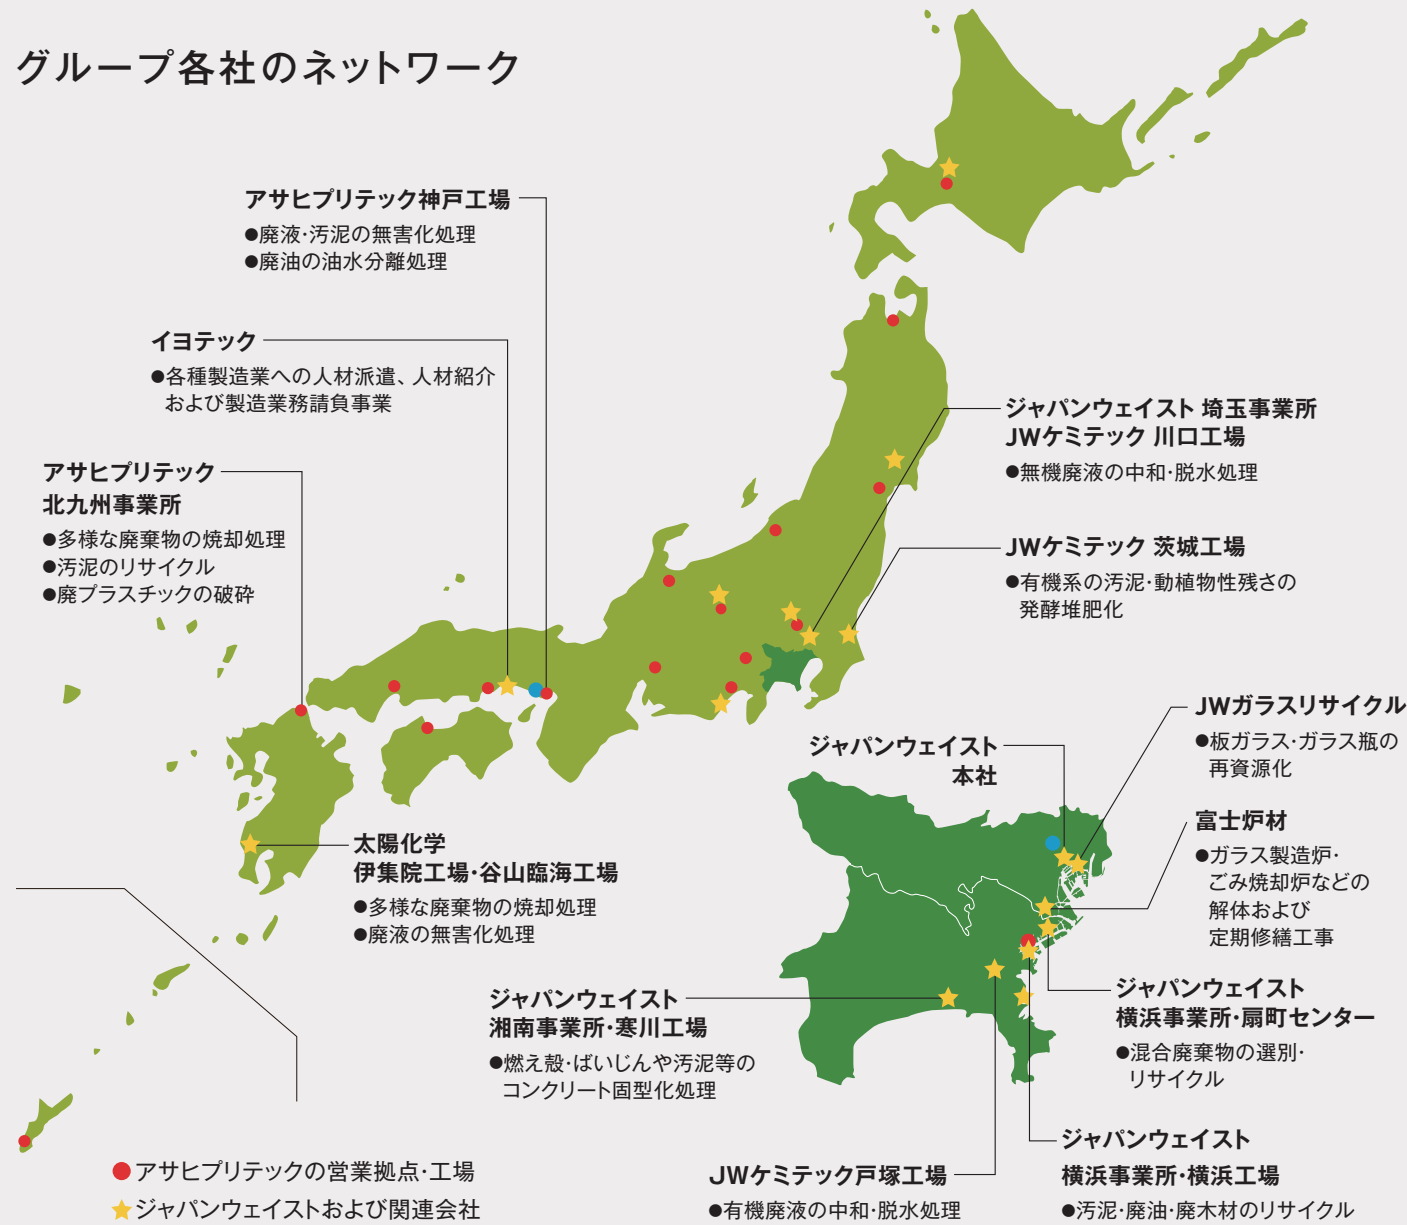 グループ各社のネットワーク
アサヒプリテック神戸工場
●廃液・汚泥の無害化処理
●廃油の油水分離処理
イヨテック
●各種製造業への人材派遣、人材紹介
および製造業務請負事業
アサヒプリテック
北九州事業所
●多様な廃棄物の焼却処理
●汚泥のリサイクル
●廃プラスチックの破砕
ジャパンウェイスト 埼玉事業所
JWケミテック 川口工場
●無機廃液の中和・脱水処理
JWケミテック 茨城工場
●有機系の汚泥・動植物性残さの
発酵堆肥化
JWガラスリサイクル
●板ガラス・ガラス瓶の
再資源化
ジャパンウェイスト
本社
富士炉材
●ガラス製造炉・
ごみ焼却炉などの
解体および
定期修繕工事
太陽化学
伊集院工場・谷山臨海工場
●多様な廃棄物の焼却処理
●廃液の無害化処理
ジャパンウェイスト
湘南事業所・寒川工場
●燃え殻・ばいじんや汚泥等の
コンクリート固型化処理
ジャパンウェイスト
横浜事業所・扇町センター
●混合廃棄物の選別・
リサイクル
ジャパンウェイスト
横浜事業所・横浜工場
●汚泥・廃油・廃木材のリサイクル
JWケミテック戸塚工場
●有機廃液の中和・脱水処理
●アサヒプリテックの営業拠点・工場
★ジャパンウェイストおよび関連会社